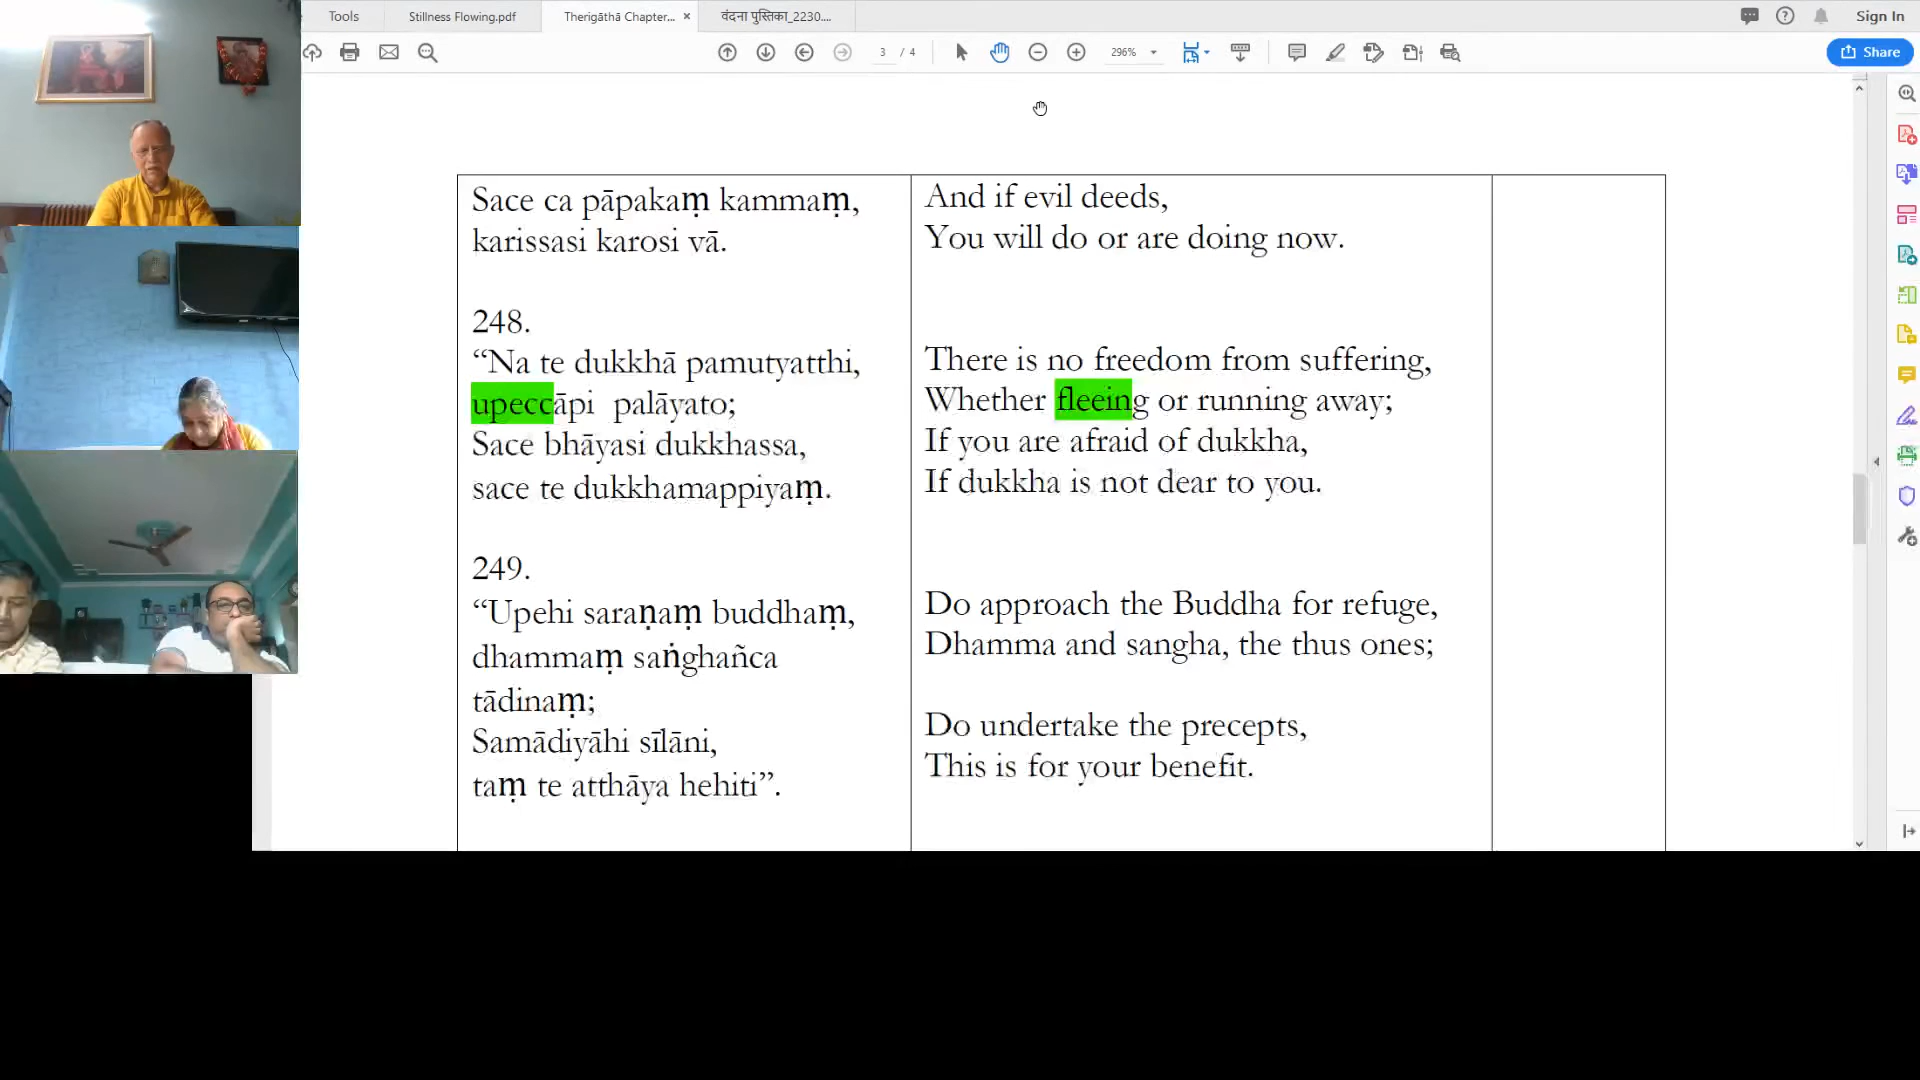 Tools
Stillness Flowing.pdf
Therigāthā Chapter...
वंदना पुस्तिका_2230....
Sign In
3 / 4
296%
Share
Sace ca pāpakaṃ kammaṃ,
karissasi karosi vā.
248.
“Na te dukkhā pamutyatthi,
upeccāpi palāyato;
Sace bhāyasi dukkhassa,
sace te dukkhamappiyaṃ.
249.
“Upehi saraṇaṃ buddhaṃ,
dhammaṃ saṅghañca
tādinaṃ;
Samādiyāhi sīlāni,
taṃ te atthāya hehiti”.
And if evil deeds,
You will do or are doing now.
There is no freedom from suffering,
Whether fleeing or running away;
If you are afraid of dukkha,
If dukkha is not dear to you.
Do approach the Buddha for refuge,
Dhamma and sangha, the thus ones;
Do undertake the precepts,
This is for your benefit.